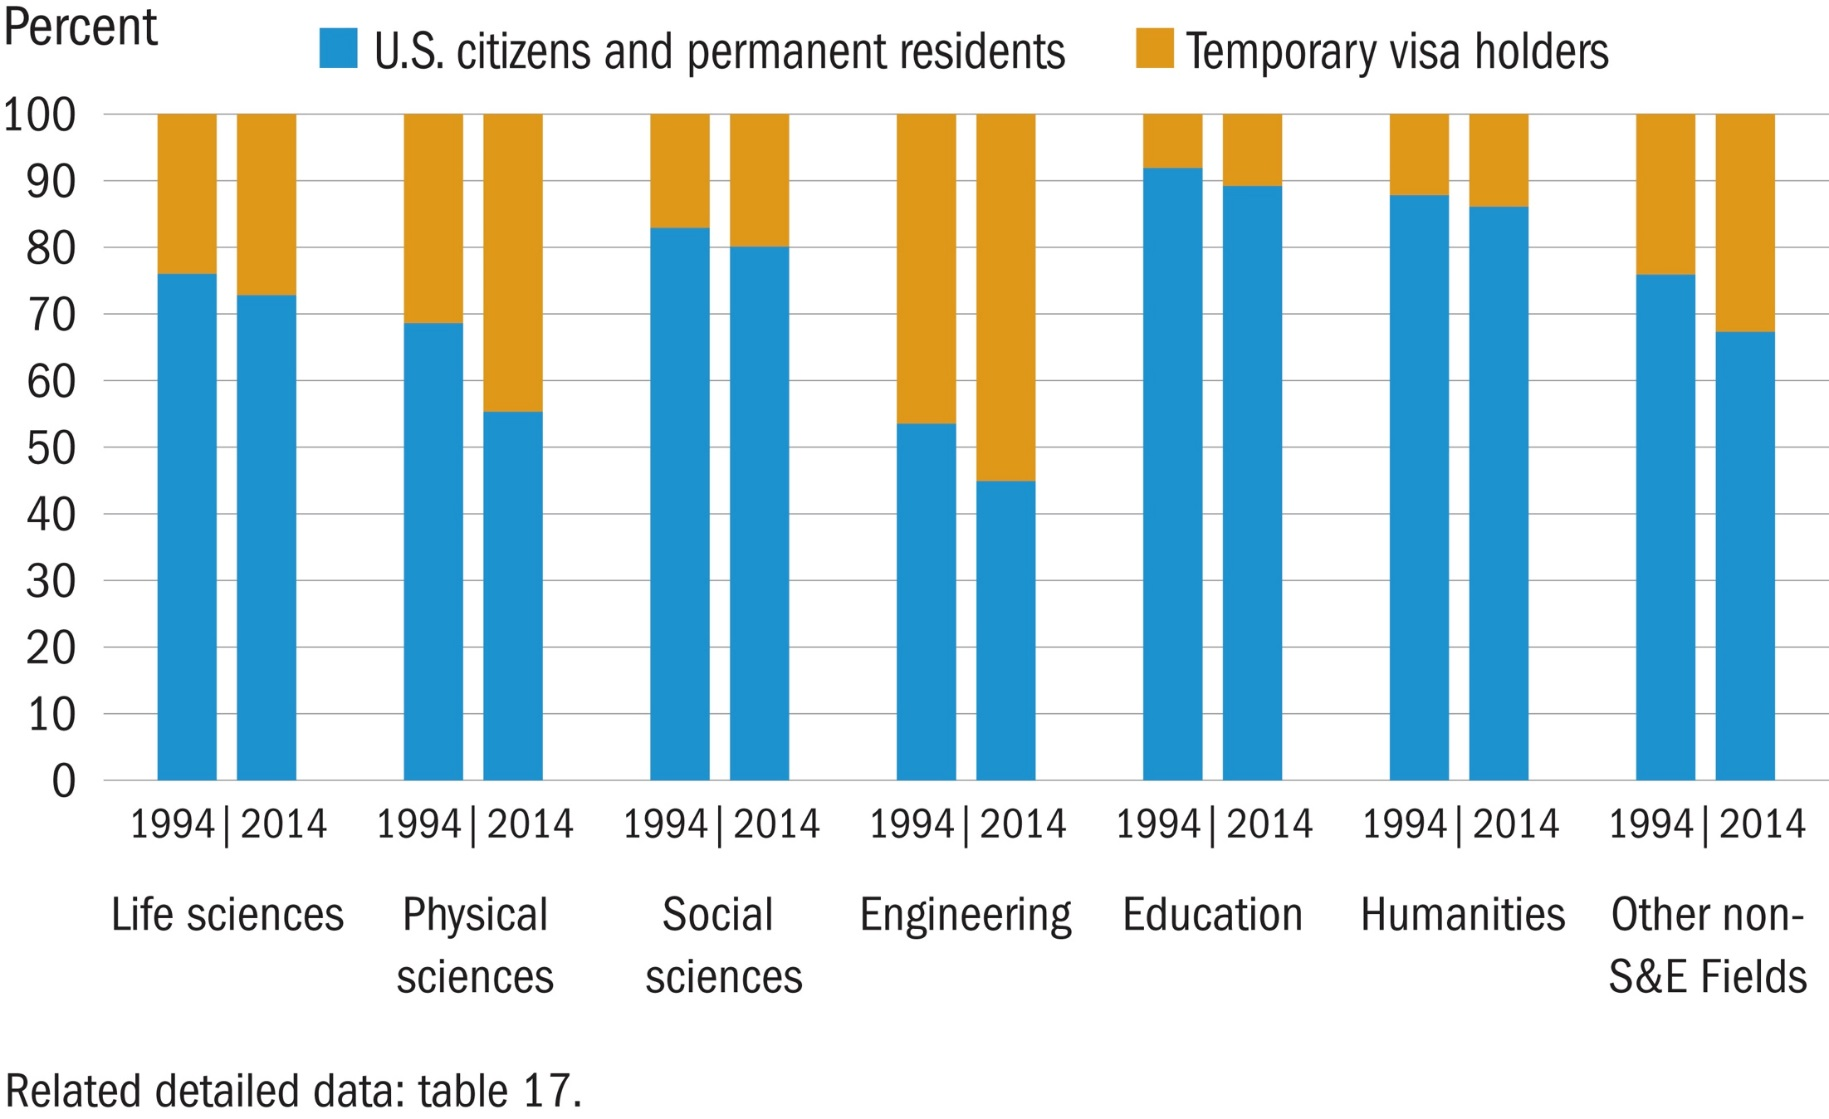 Percent
U.S. citizens and permanent residents
Temporary visa holders
100
90
80
70
60
50
40
30
20
10
0
1994 | 2014 1994 | 2014 1994 | 2014 1994 | 2014 1994 | 2014 1994 | 2014 1994 | 2014
Life sciences
Physical
sciences
Social
sciences
Engineering
Education
Humanities
Other non-
S&E Fields
Related detailed data: table 17.